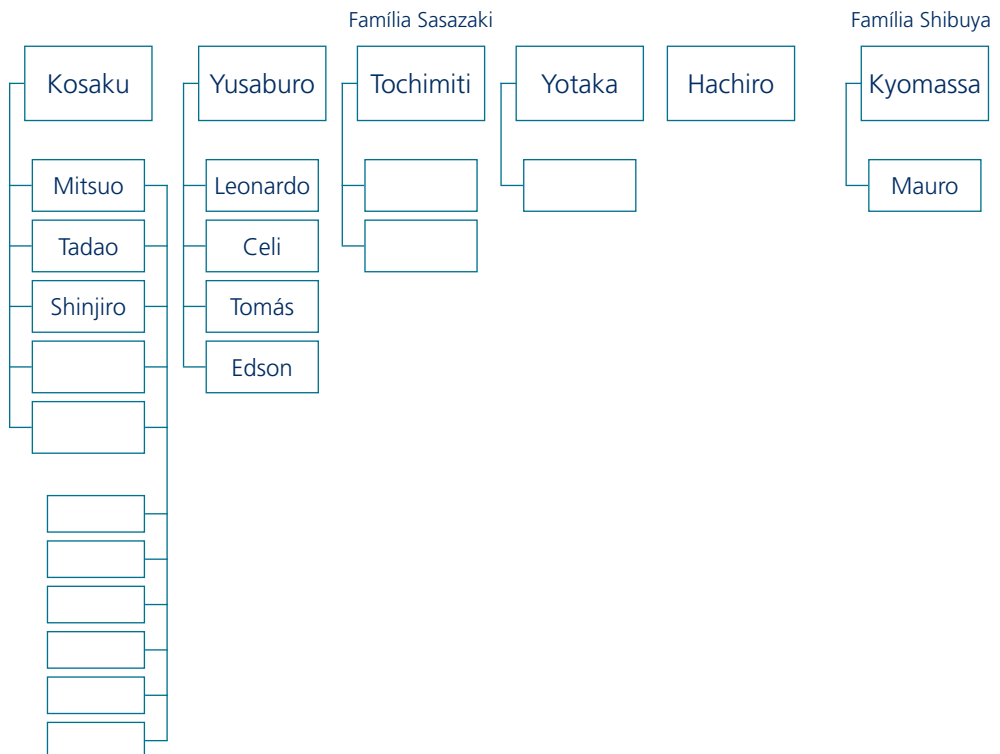 Família Sasazaki
Família Shibuya
Kosaku
Yusaburo
Tochimiti
Yotaka
Hachiro
Kyomassa
Mitsuo
Leonardo
Mauro
Tadao
Celi
Shinjiro
Tomás
Edson